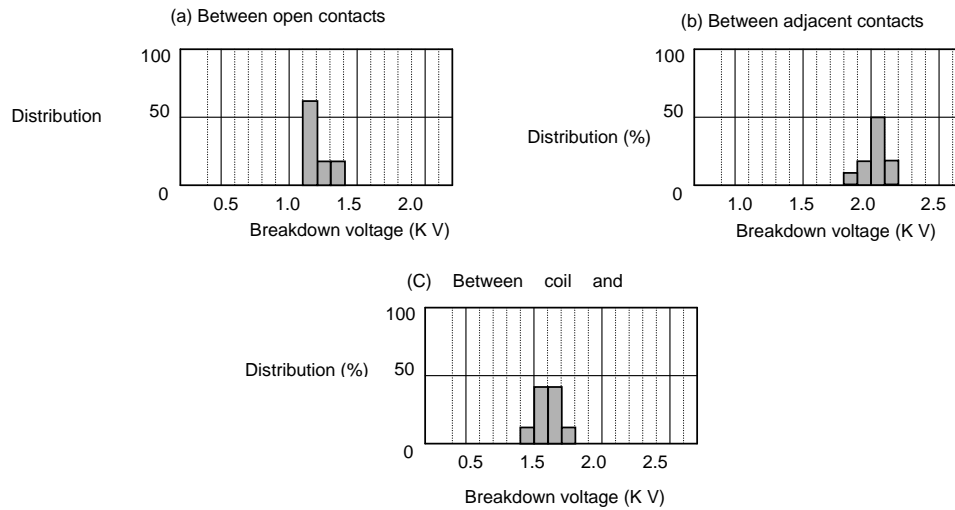 (a) Between open contacts
100
50
0
Distribution
0.5 1.0 1.5 2.0
Breakdown voltage (K V)
(b) Between adjacent contacts
100
50
0
Distribution (%)
1.0 1.5 2.0 2.5
Breakdown voltage (K V)
(C) Between coil and
100
50
0
Distribution (%)
0.5 1.5 2.0 2.5
Breakdown voltage (K V)